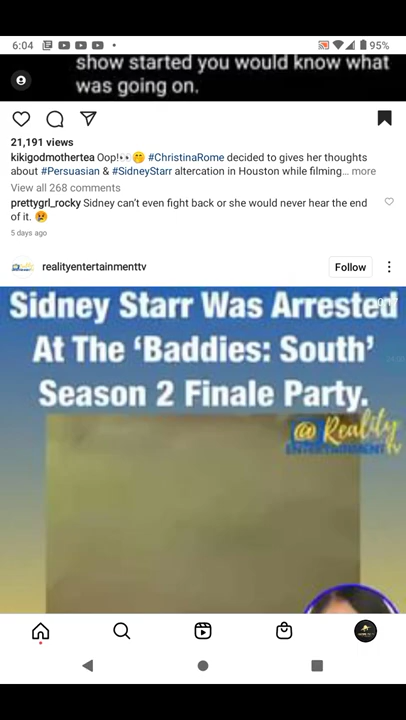 6:04
95%
show started you would know what
was going on.
21,191 views
kikigodmothertea Oop!👀 🤭 #ChristinaRome decided to gives her thoughts
about #Persuasian & #SidneyStarr altercation in Houston while filming... more
View all 268 comments
prettygrl_rocky Sidney can't even fight back or she would never hear the end
of it. 😢
5 days ago
realityentertainmenttv
Follow
Sidney Starr Was Arrested
At The ‘Baddies: South’
Season 2 Finale Party.
@ Reality
ENTERTAINMENT TV